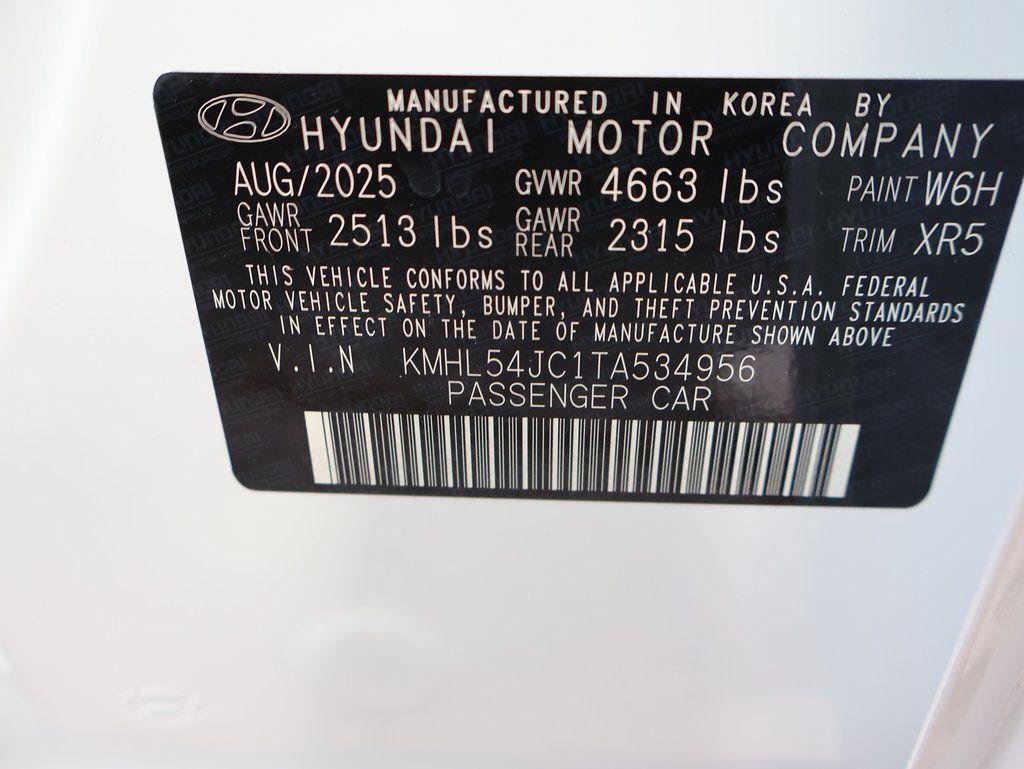 MANUFACTURED IN KOREA BY
HYUNDAI MOTOR COMPANY
AUG/2025 GVWR 4663 lbs PAINT W6H
GAWR FRONT 2513 lbs GAWR REAR 2315 lbs TRIM XR5
THIS VEHICLE CONFORMS TO ALL APPLICABLE U.S.A. FEDERAL
MOTOR VEHICLE SAFETY, BUMPER, AND THEFT PREVENTION STANDARDS
IN EFFECT ON THE DATE OF MANUFACTURE SHOWN ABOVE
V.I.N KMHL54JC1TA534956
PASSENGER CAR